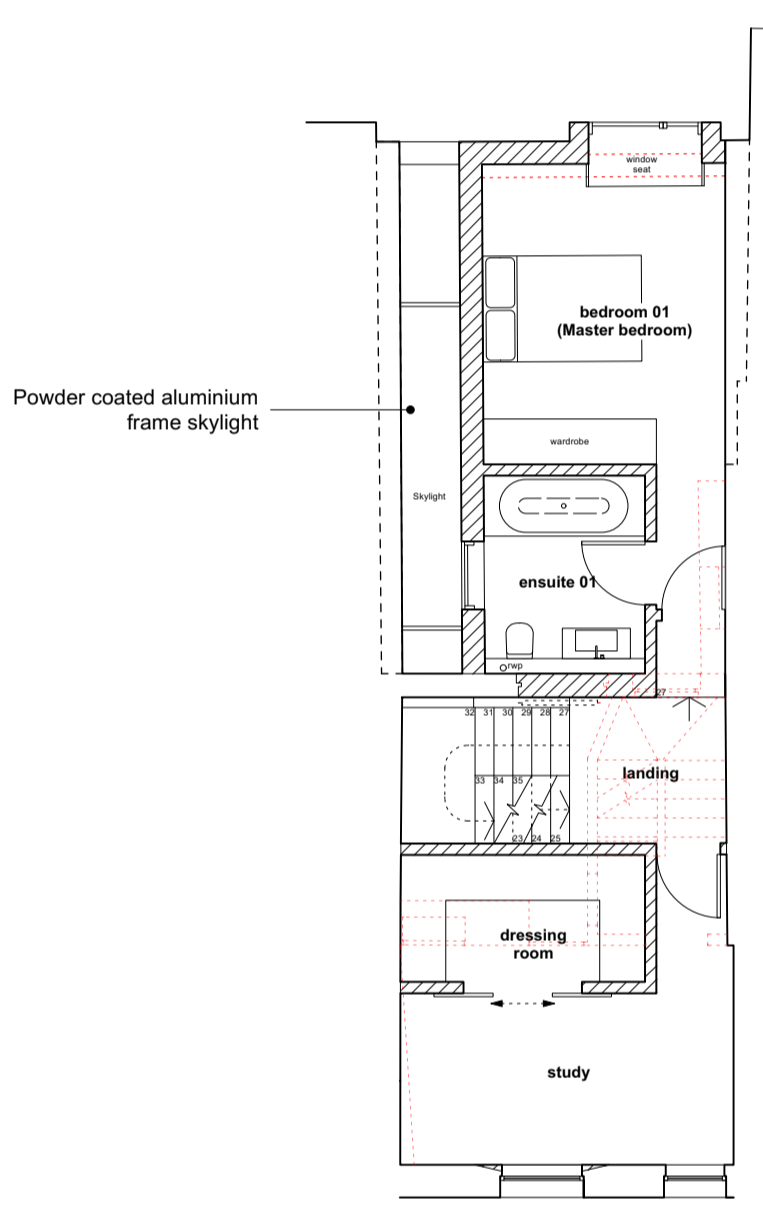 window
seat
bedroom 01
(Master bedroom)
Powder coated aluminium
frame skylight
wardrobe
Skylight
ensuite 01
rwp
27
32 31 30 29 28 27
landing
33 34 35
23 24 25
dressing
room
study